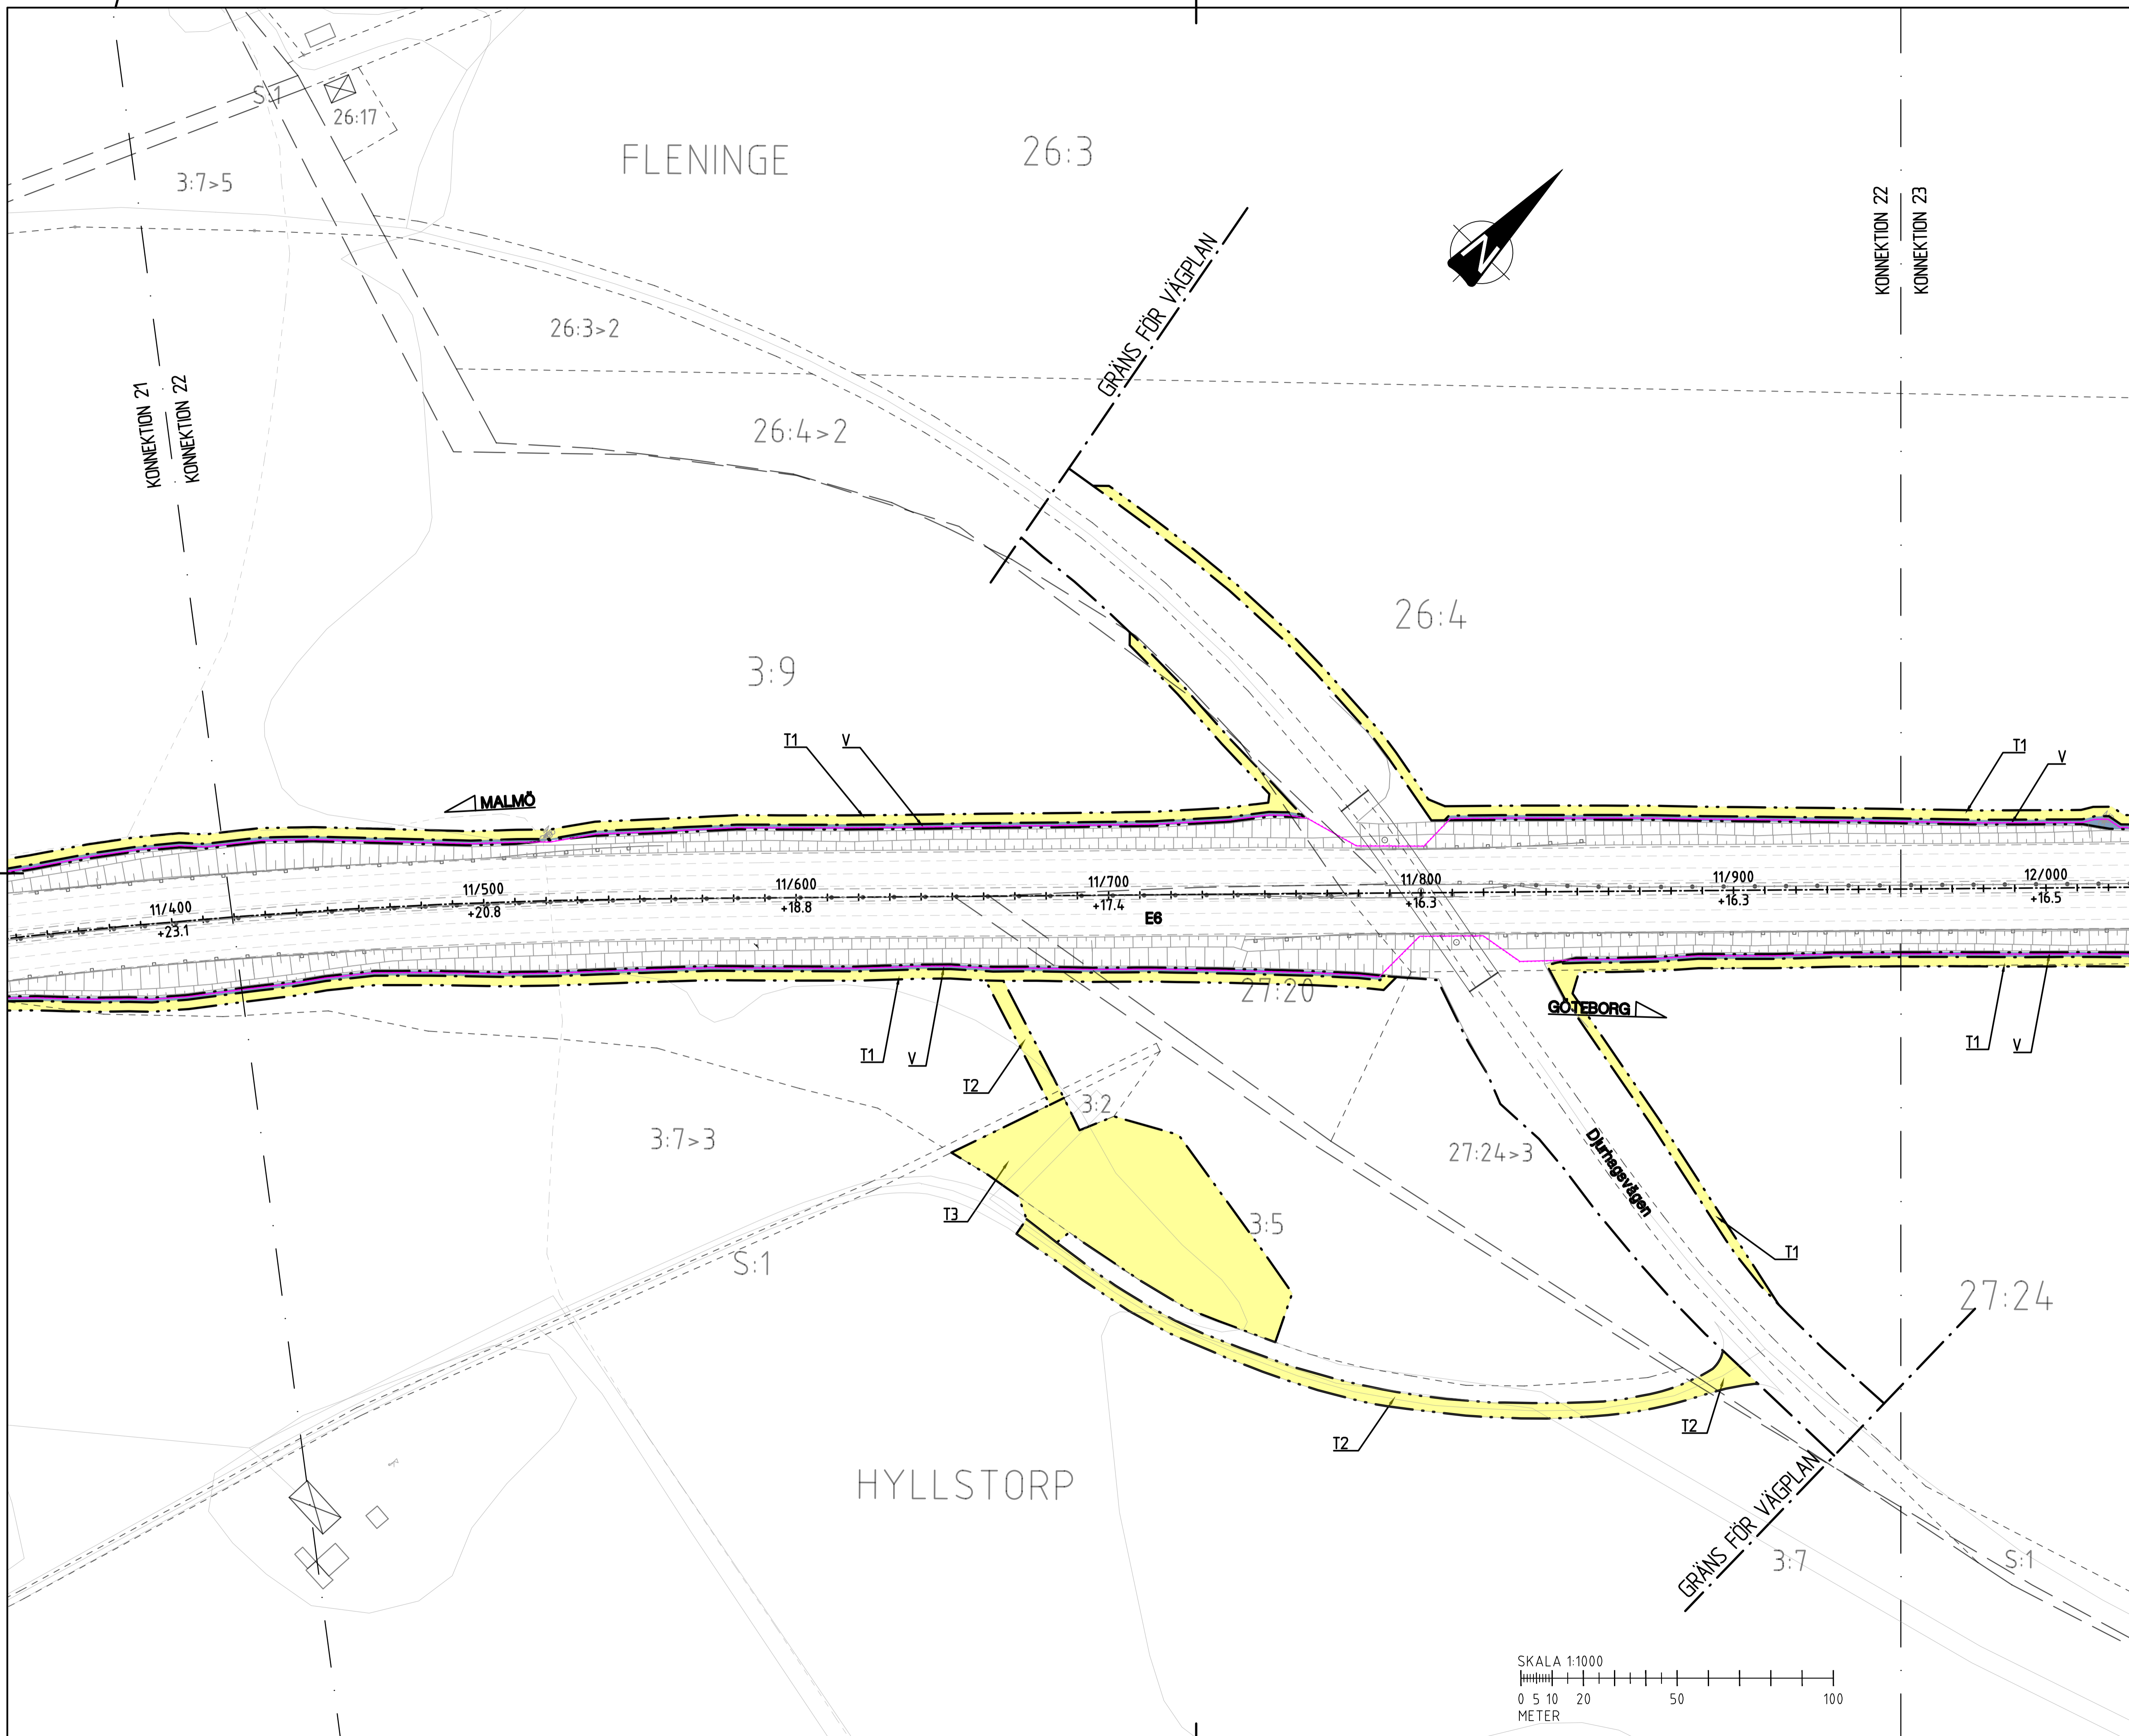 S:1
26:17
FLENINGE
26:3
3:7>5
KONNEKTION 22
KONNEKTION 23
GRÄNS FÖR VÄGPLAN
26:3>2
KONNEKTION 21
KONNEKTION 22
26:4>2
26:4
3:9
T1
V
T1
V
MALMÖ
11/400
+23.1
11/500
+20.8
11/600
+18.8
11/700
+17.4
11/800
+16.3
11/900
+16.3
12/000
+16.5
E6
27:20
GÖTEBORG
T1
V
T1
V
T2
3:2
3:7>3
27:24>3
Djurhagsvägen
T3
3:5
T1
S:1
27:24
T2
T2
HYLLSTORP
GRÄNS FÖR VÄGPLAN
3:7
S:1
SKALA 1:1000
0 5 10 20 50 100
METER